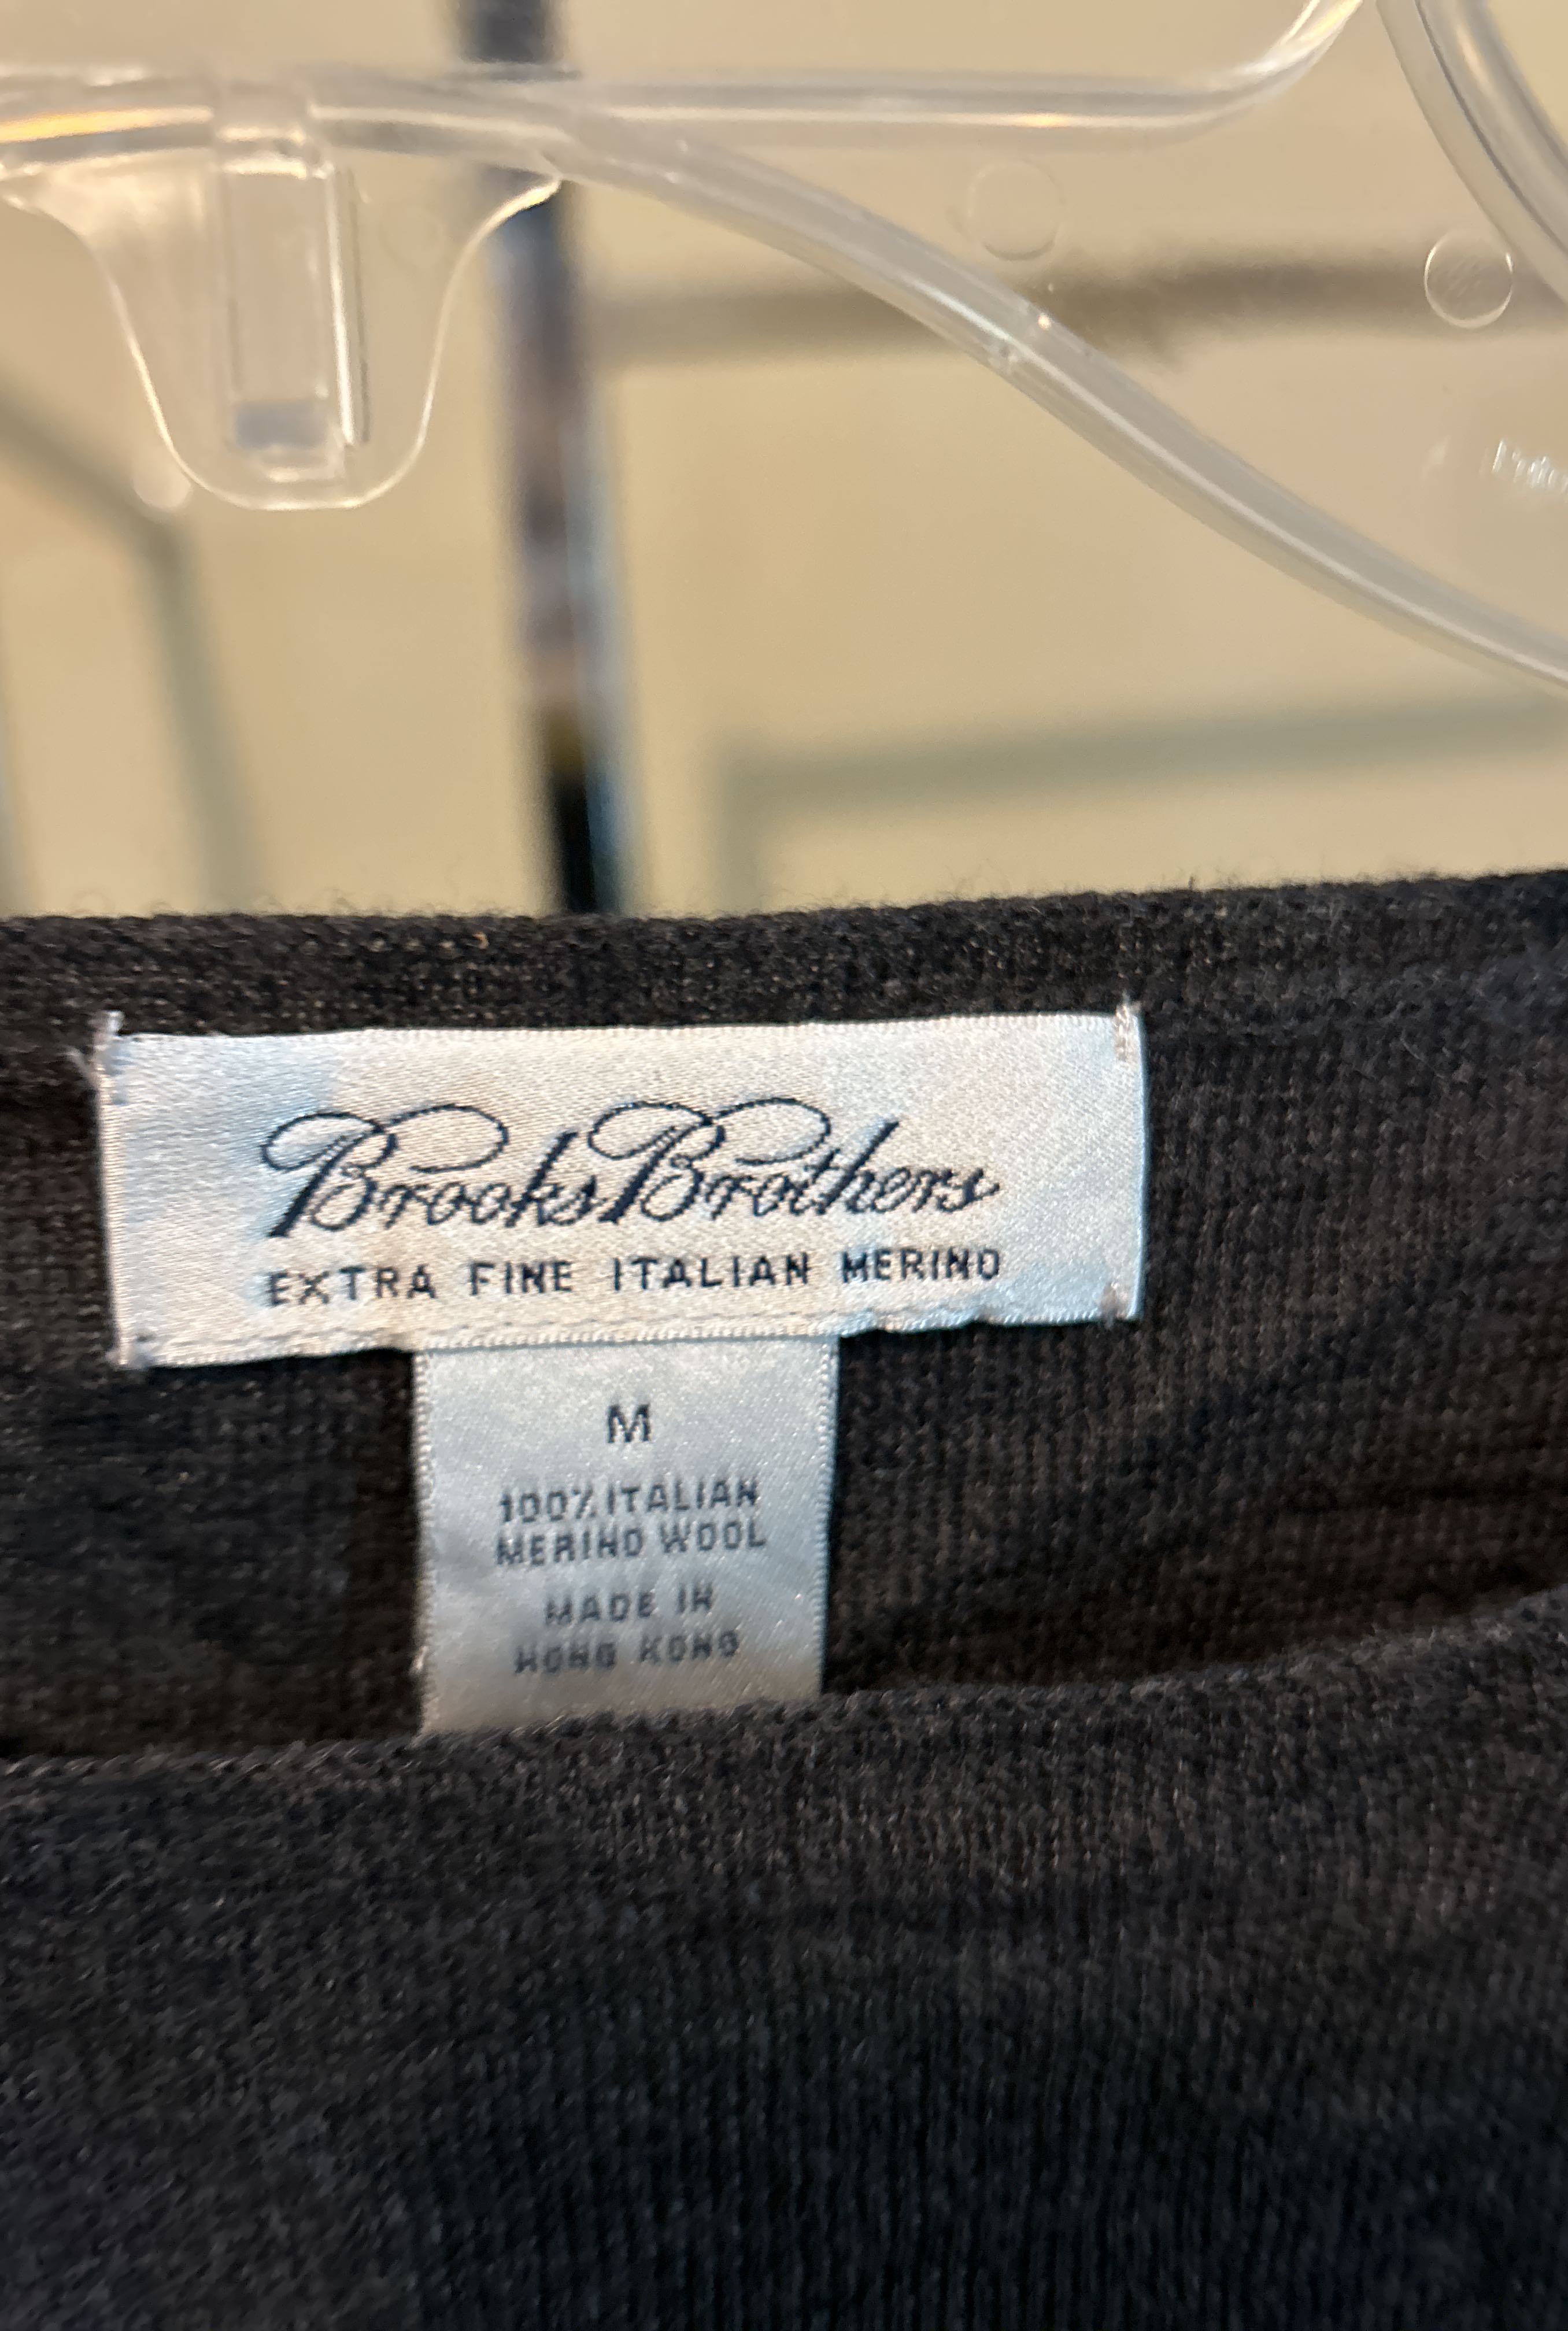 Brooks Brothers
EXTRA FINE ITALIAN MERINO
M
100% ITALIAN
MERINO WOOL
MADE IN
HONG KONG